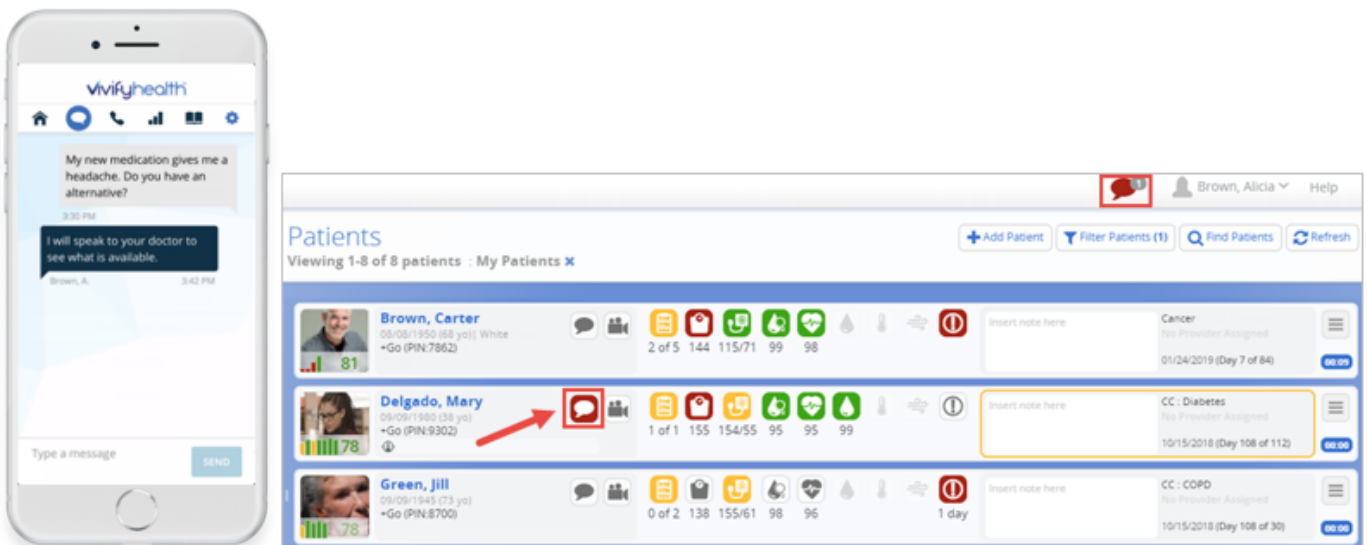 vivifyhealth
My new medication gives me a
headache. Do you have an
alternative?
3:30 PM
I will speak to your doctor to
see what is available.
Brown, A. 3:42 PM
Type a message SEND
1 Brown, Alicia Help
Patients
Add Patient Filter Patients (1) Find Patients Refresh
Viewing 1-8 of 8 patients : My Patients ×
Brown, Carter
08/08/1950 (68 yo)| White
+Go (PIN:7862)
81
2 of 5 144 115/71 99 98
Insert note here
Cancer
No Provider Assigned
01/24/2019 (Day 7 of 84)
00:09
Delgado, Mary
09/09/1980 (38 yo)
+Go (PIN:9302)
78
1 of 1 155 154/55 95 95 99
Insert note here
CC : Diabetes
No Provider Assigned
10/15/2018 (Day 108 of 112)
00:00
Green, Jill
09/09/1945 (73 yo)
+Go (PIN:8700)
78
0 of 2 138 155/61 98 96 1 day
Insert note here
CC : COPD
No Provider Assigned
10/15/2018 (Day 108 of 30)
00:00